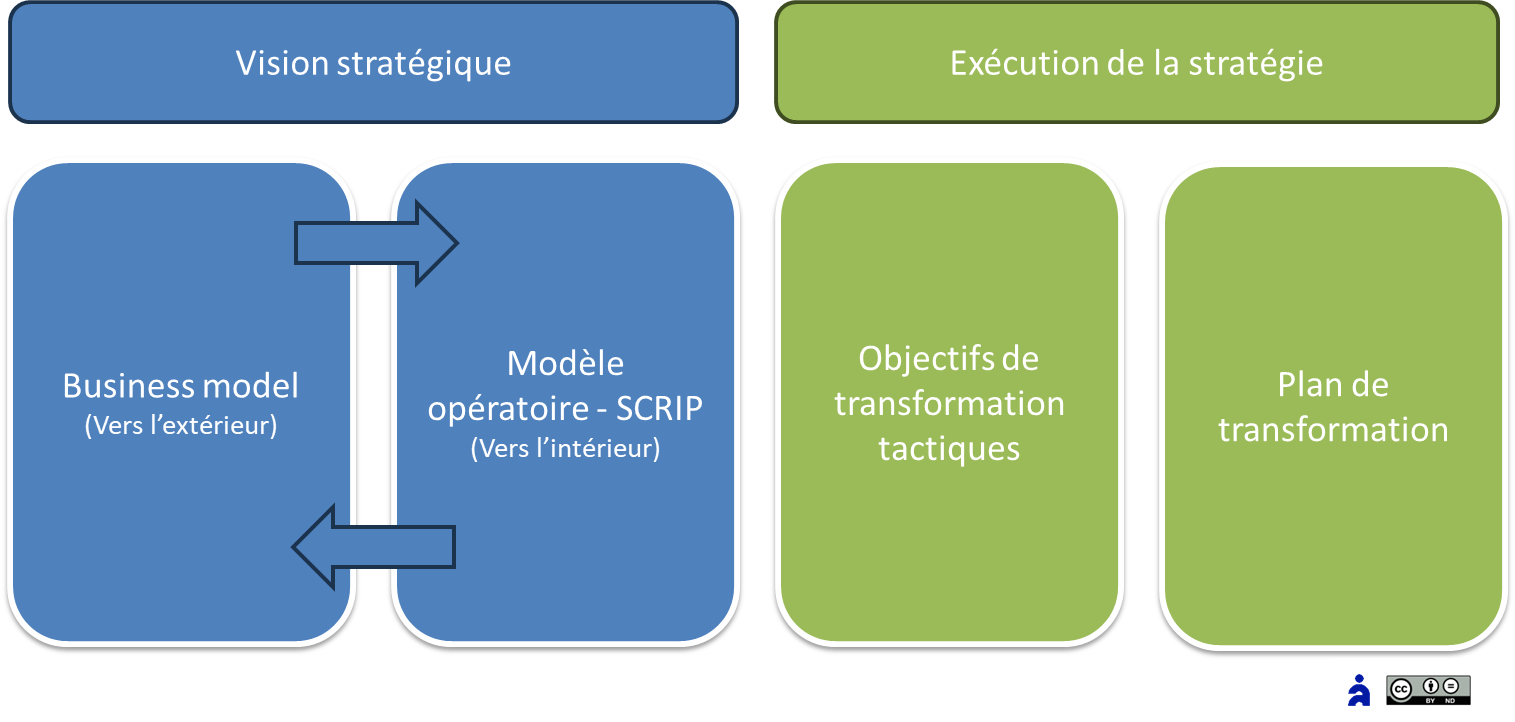 Vision stratégique
Exécution de la stratégie
Business model
(Vers l’extérieur)
Modèle
opératoire - SCRIP
(Vers l’intérieur)
Objectifs de
transformation
tactiques
Plan de
transformation
cc
BY ND